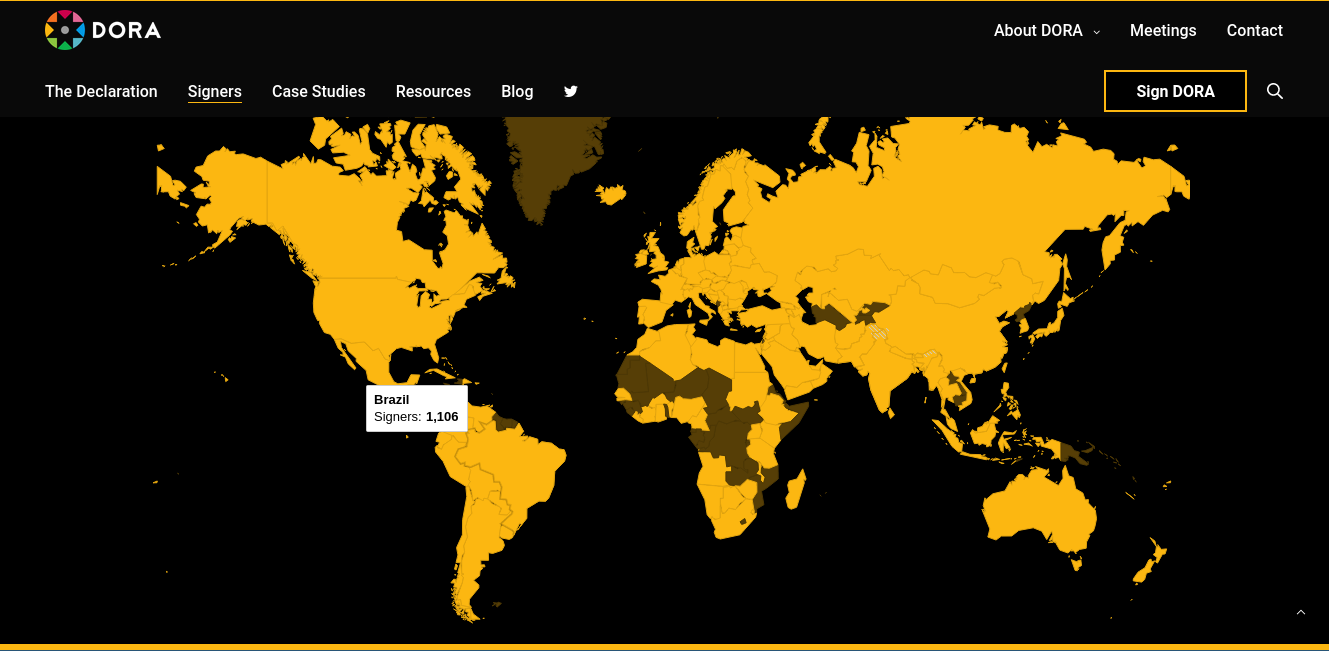 DORA
About DORA
Meetings
Contact
The Declaration
Signers
Case Studies
Resources
Blog
Sign DORA
Brazil
Signers: 1,106